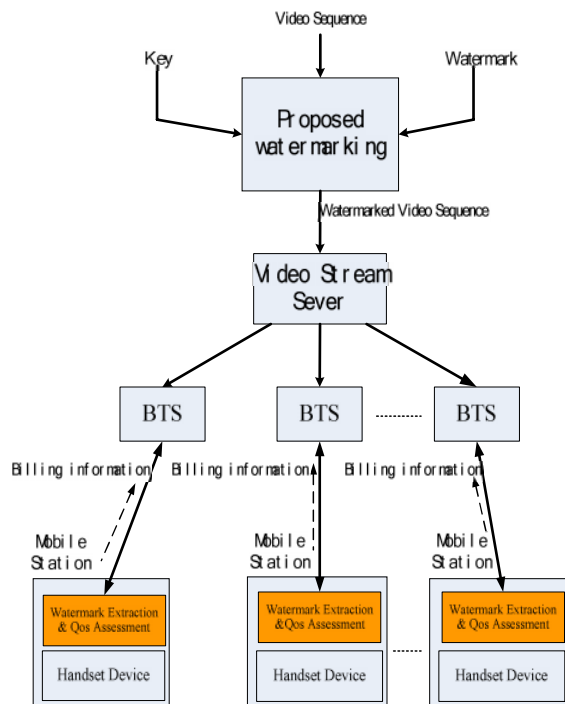 Video Sequence
Key
Watermark
Proposed
watermarking
Watermarked Video Sequence
Video Stream
Sever
BTS
BTS
BTS
Billing information
Billing information
Billing information
Mobile
Station
Mobile
Station
Mobile
Station
Watermark Extraction
& Qos Assessment
Watermark Extraction
&Qos Assessment
Watermark Extraction
& Qos Assessment
Handset Device
Handset Device
Handset Device